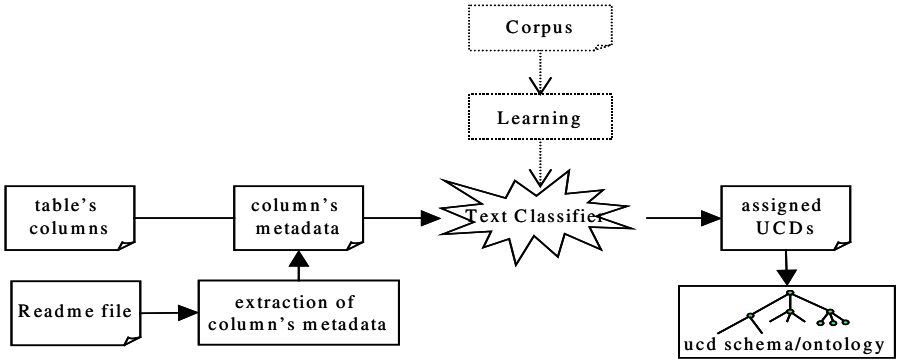 Corpus
Learning
table's
columns
column's
metadata
Text Classifier
assigned
UCDs
Readme file
extraction of
column's metadata
ucd schema/ontology